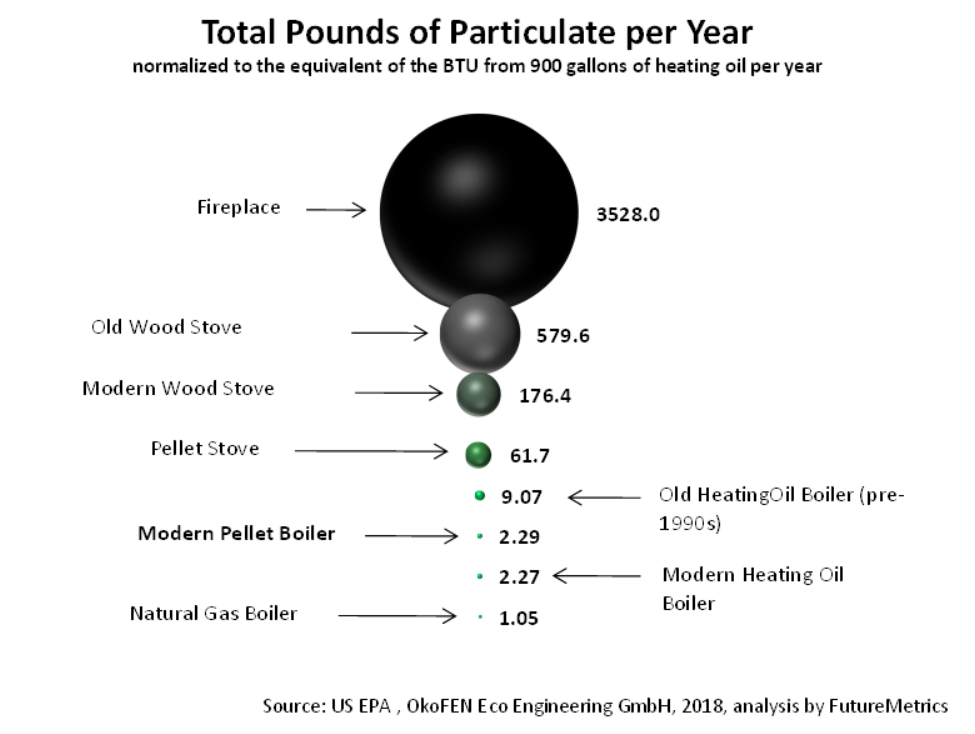 Total Pounds of Particulate per Year
normalized to the equivalent of the BTU from 900 gallons of heating oil per year
Fireplace
3528.0
Old Wood Stove
579.6
Modern Wood Stove
176.4
Pellet Stove
61.7
9.07
Old HeatingOil Boiler (pre-
1990s)
Modern Pellet Boiler
2.29
2.27
Modern Heating Oil
Boiler
Natural Gas Boiler
1.05
Source: US EPA , OkoFEN Eco Engineering GmbH, 2018, analysis by FutureMetrics